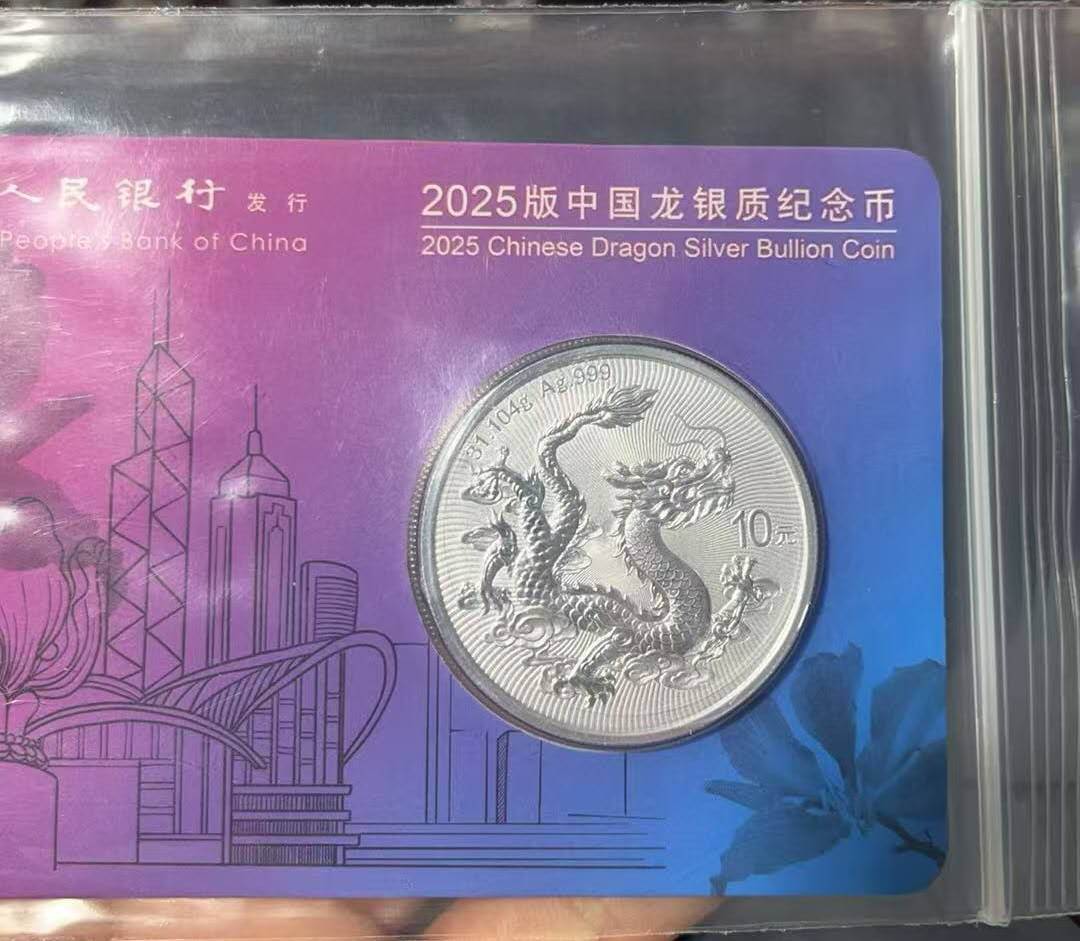 人民银行 发行
People's Bank of China
2025版中国龙银质纪念币
2025 Chinese Dragon Silver Bullion Coin
31.104g Ag.999
10元